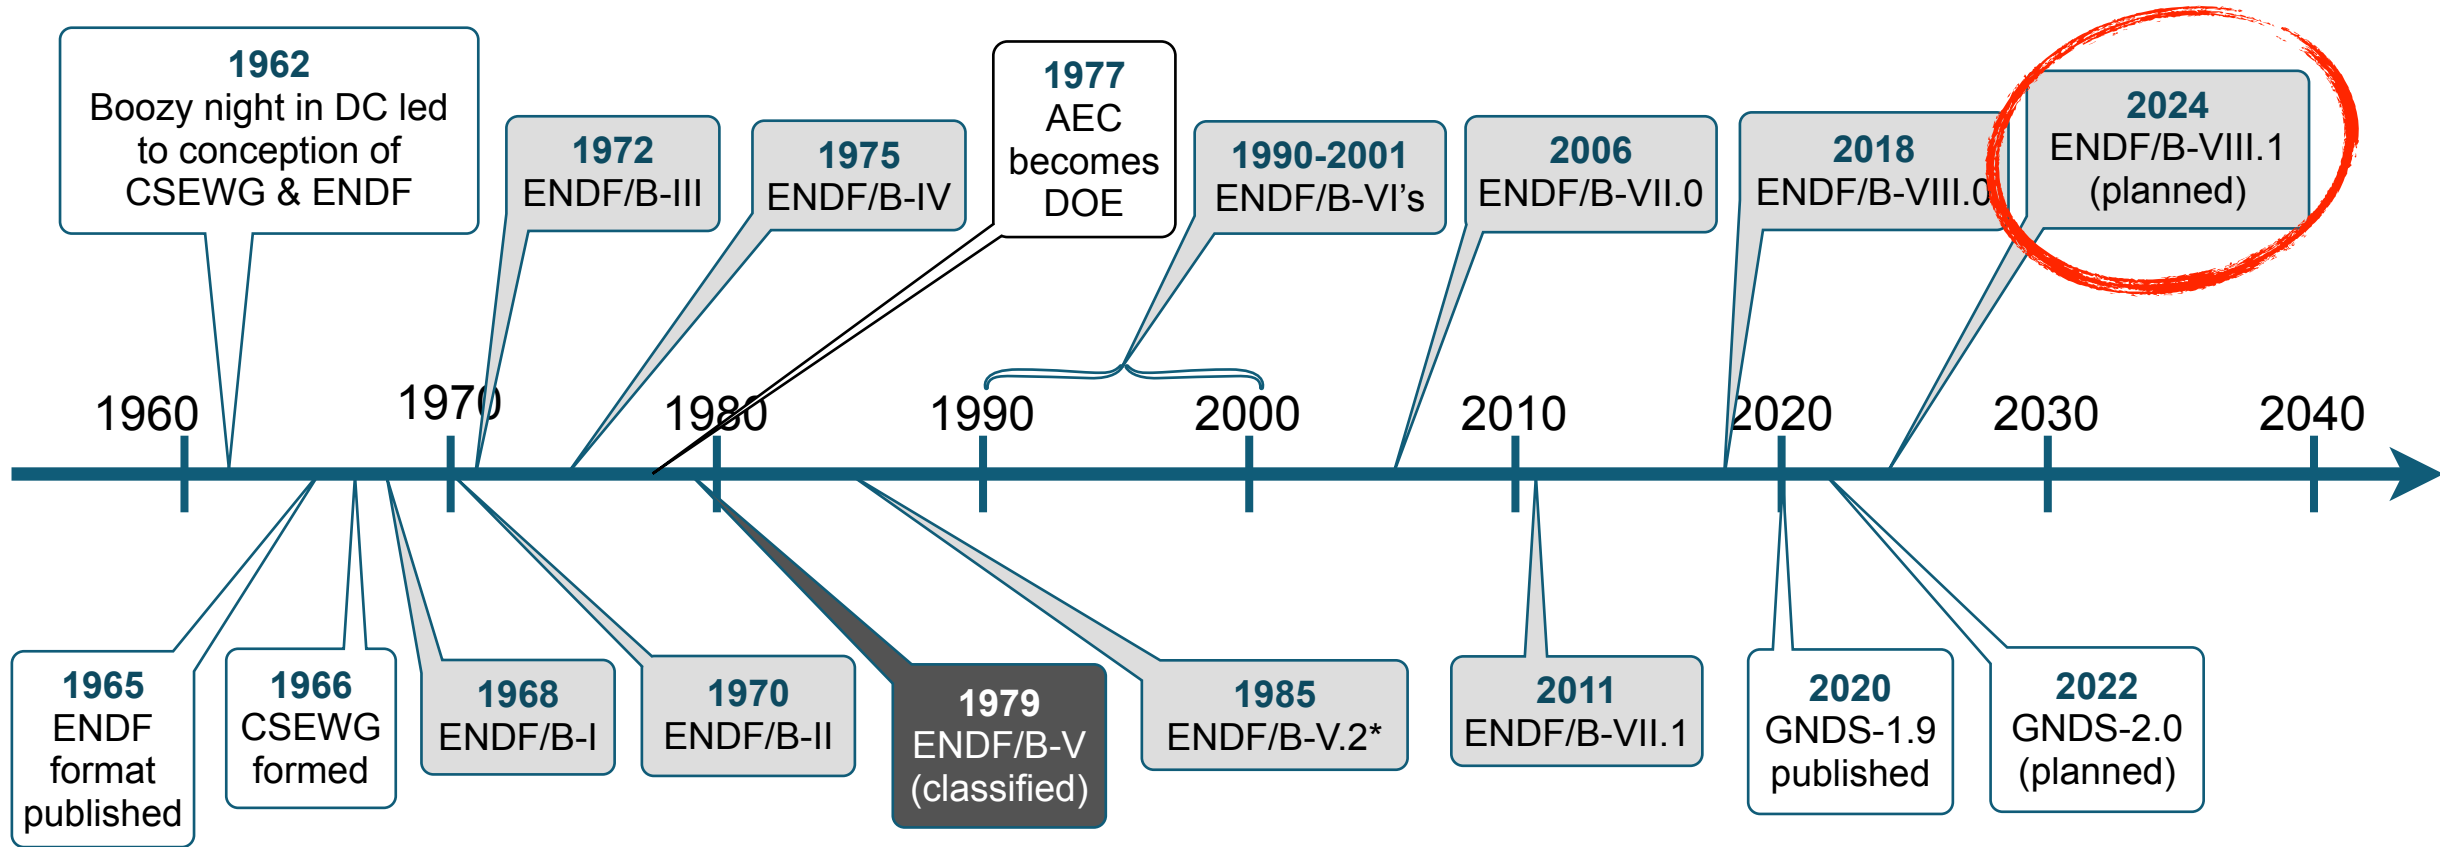 1962
Boozy night in DC led
to conception of
CSEWG & ENDF
1972
ENDF/B-III
1975
ENDF/B-IV
1977
AEC
becomes
DOE
1990-2001
ENDF/B-VI's
2006
ENDF/B-VII.0
2018
ENDF/B-VIII.0
2024
ENDF/B-VIII.1
(planned)
1960
1970
1980
1990
2000
2010
2020
2030
2040
1965
ENDF
format
published
1966
CSEWG
formed
1968
ENDF/B-I
1970
ENDF/B-II
1979
ENDF/B-V
(classified)
1985
ENDF/B-V.2*
2011
ENDF/B-VII.1
2020
GNDS-1.9
published
2022
GNDS-2.0
(planned)